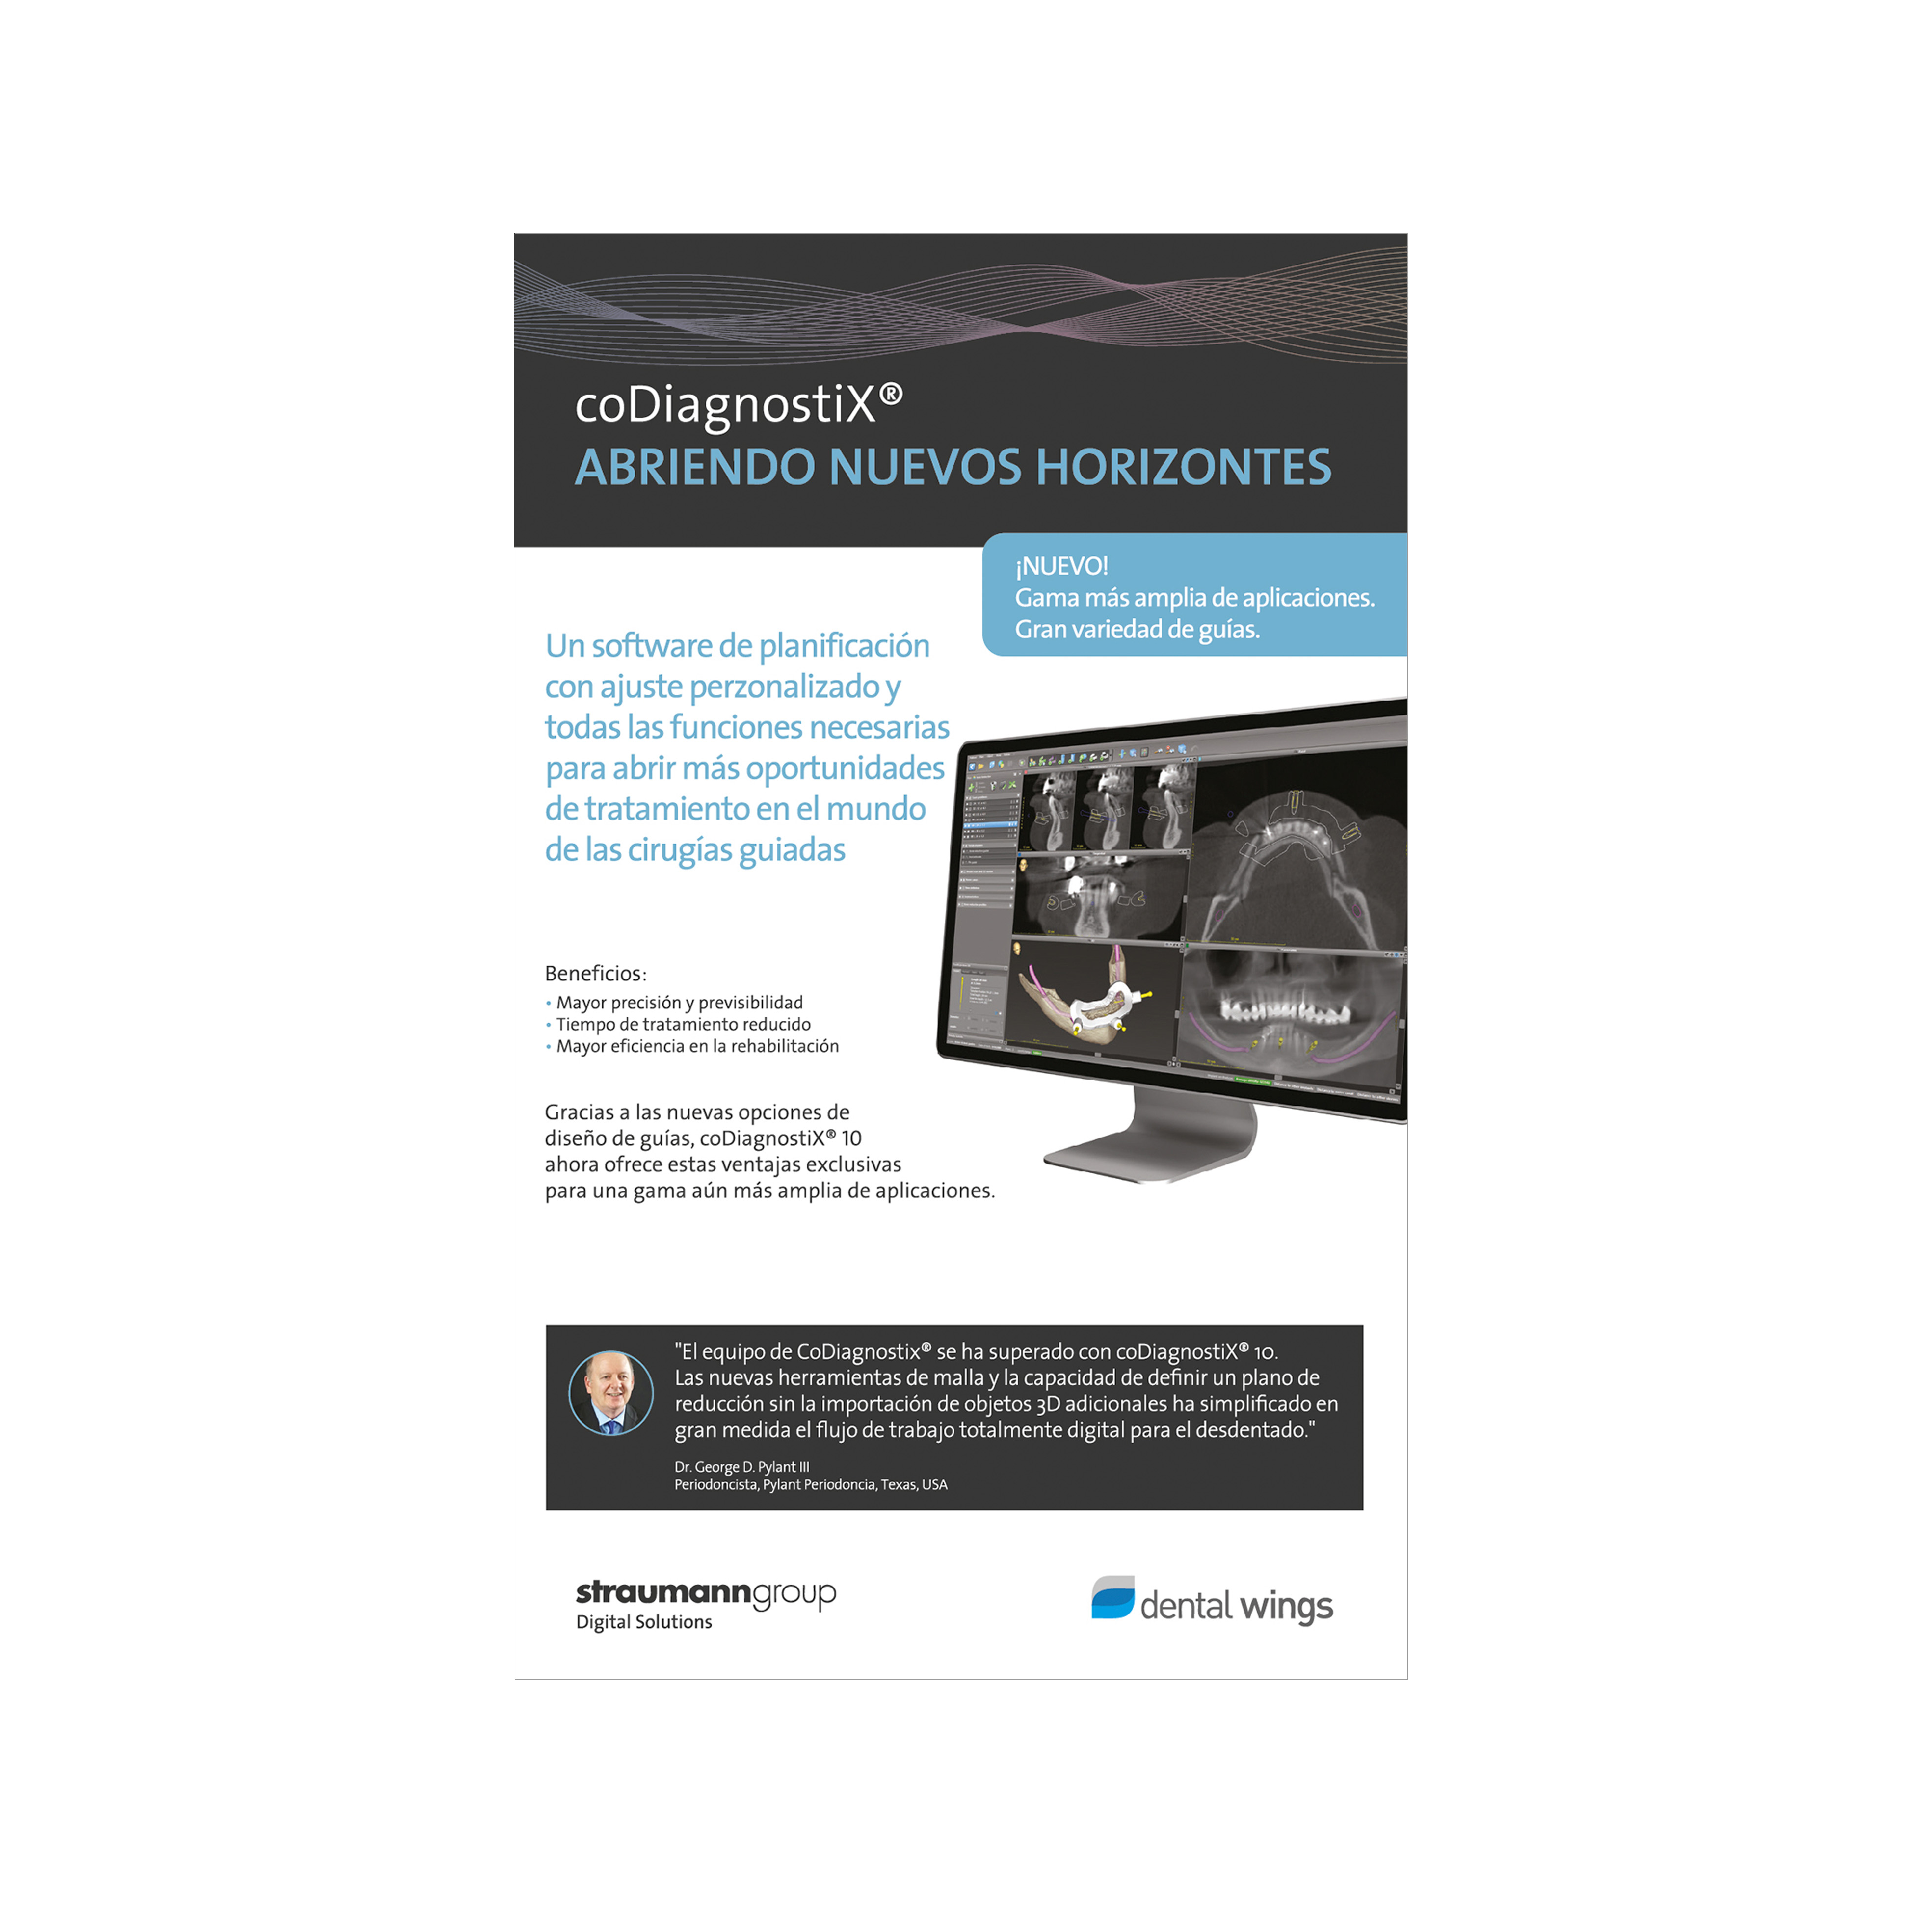 coDiagnostiX®
ABRIENDO NUEVOS HORIZONTES
¡NUEVO!
Gama más amplia de aplicaciones.
Gran variedad de guías.
Un software de planificación
con ajuste perzonalizado y
todas las funciones necesarias
para abrir más oportunidades
de tratamiento en el mundo
de las cirugías guiadas
Beneficios:
• Mayor precisión y previsibilidad
• Tiempo de tratamiento reducido
• Mayor eficiencia en la rehabilitación
Gracias a las nuevas opciones de
diseño de guías, coDiagnostiX® 10
ahora ofrece estas ventajas exclusivas
para una gama aún más amplia de aplicaciones.
"El equipo de CoDiagnostix® se ha superado con coDiagnostiX® 10.
Las nuevas herramientas de malla y la capacidad de definir un plano de
reducción sin la importación de objetos 3D adicionales ha simplificado en
gran medida el flujo de trabajo totalmente digital para el desdentado."
Dr. George D. Pylant III
Periodoncista, Pylant Periodoncia, Texas, USA
straumanngroup
Digital Solutions
dental wings